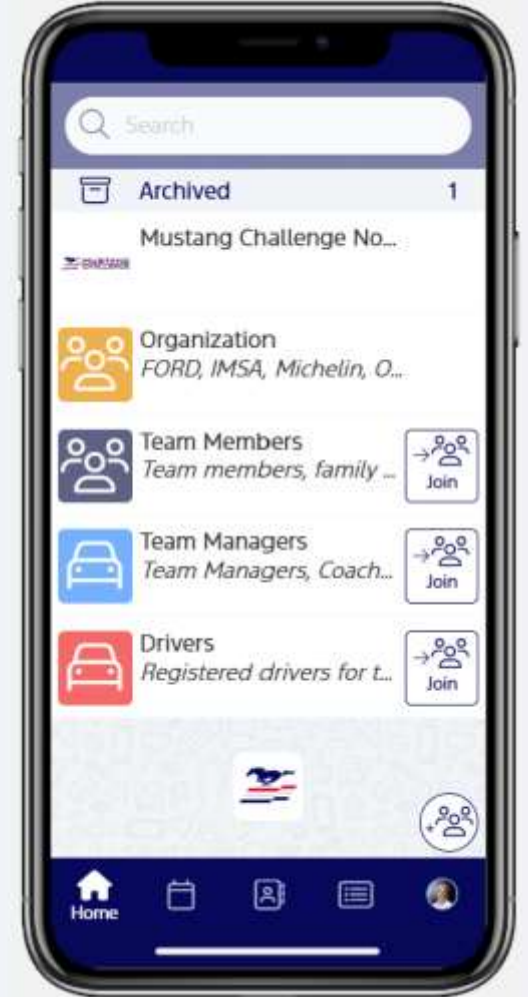 Search
Archived 1
Mustang Challenge No...
Organization
FORD, IMSA, Michelin, O...
Team Members
Team members, family ...
Join
Team Managers
Team Managers, Coach...
Join
Drivers
Registered drivers for t...
Join
Home